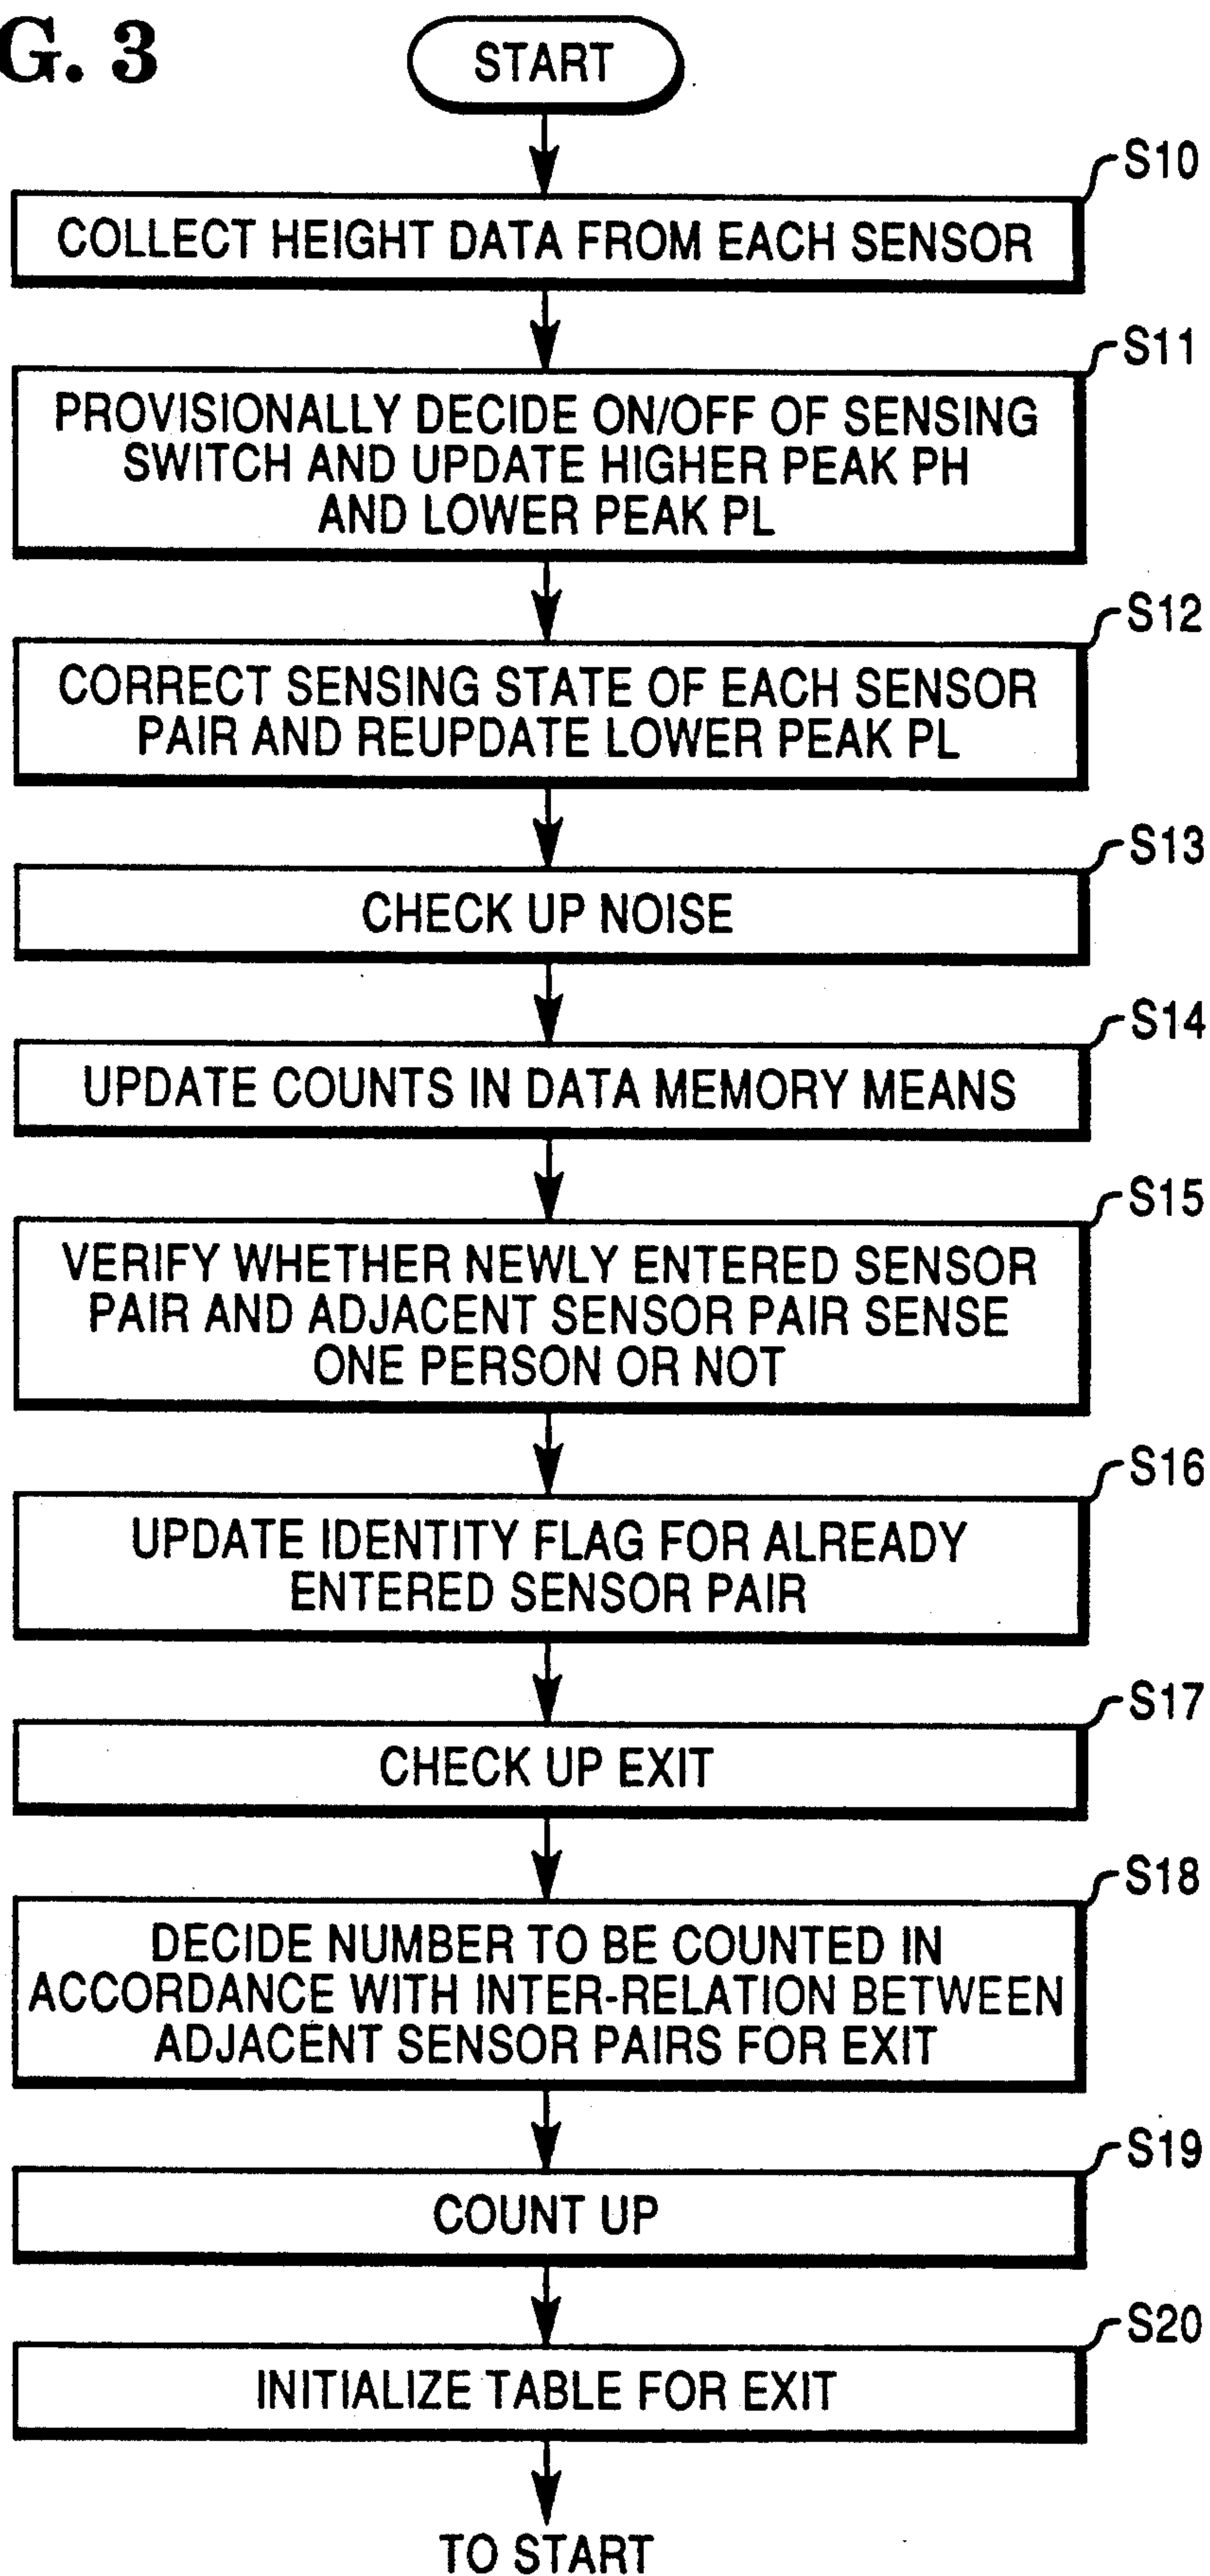 G. 3
START
S10
COLLECT HEIGHT DATA FROM EACH SENSOR
S11
PROVISIONALLY DECIDE ON/OFF OF SENSING
SWITCH AND UPDATE HIGHER PEAK PH
AND LOWER PEAK PL
S12
CORRECT SENSING STATE OF EACH SENSOR
PAIR AND REUPDATE LOWER PEAK PL
S13
CHECK UP NOISE
S14
UPDATE COUNTS IN DATA MEMORY MEANS
S15
VERIFY WHETHER NEWLY ENTERED SENSOR
PAIR AND ADJACENT SENSOR PAIR SENSE
ONE PERSON OR NOT
S16
UPDATE IDENTITY FLAG FOR ALREADY
ENTERED SENSOR PAIR
S17
CHECK UP EXIT
S18
DECIDE NUMBER TO BE COUNTED IN
ACCORDANCE WITH INTER-RELATION BETWEEN
ADJACENT SENSOR PAIRS FOR EXIT
S19
COUNT UP
S20
INITIALIZE TABLE FOR EXIT
TO START